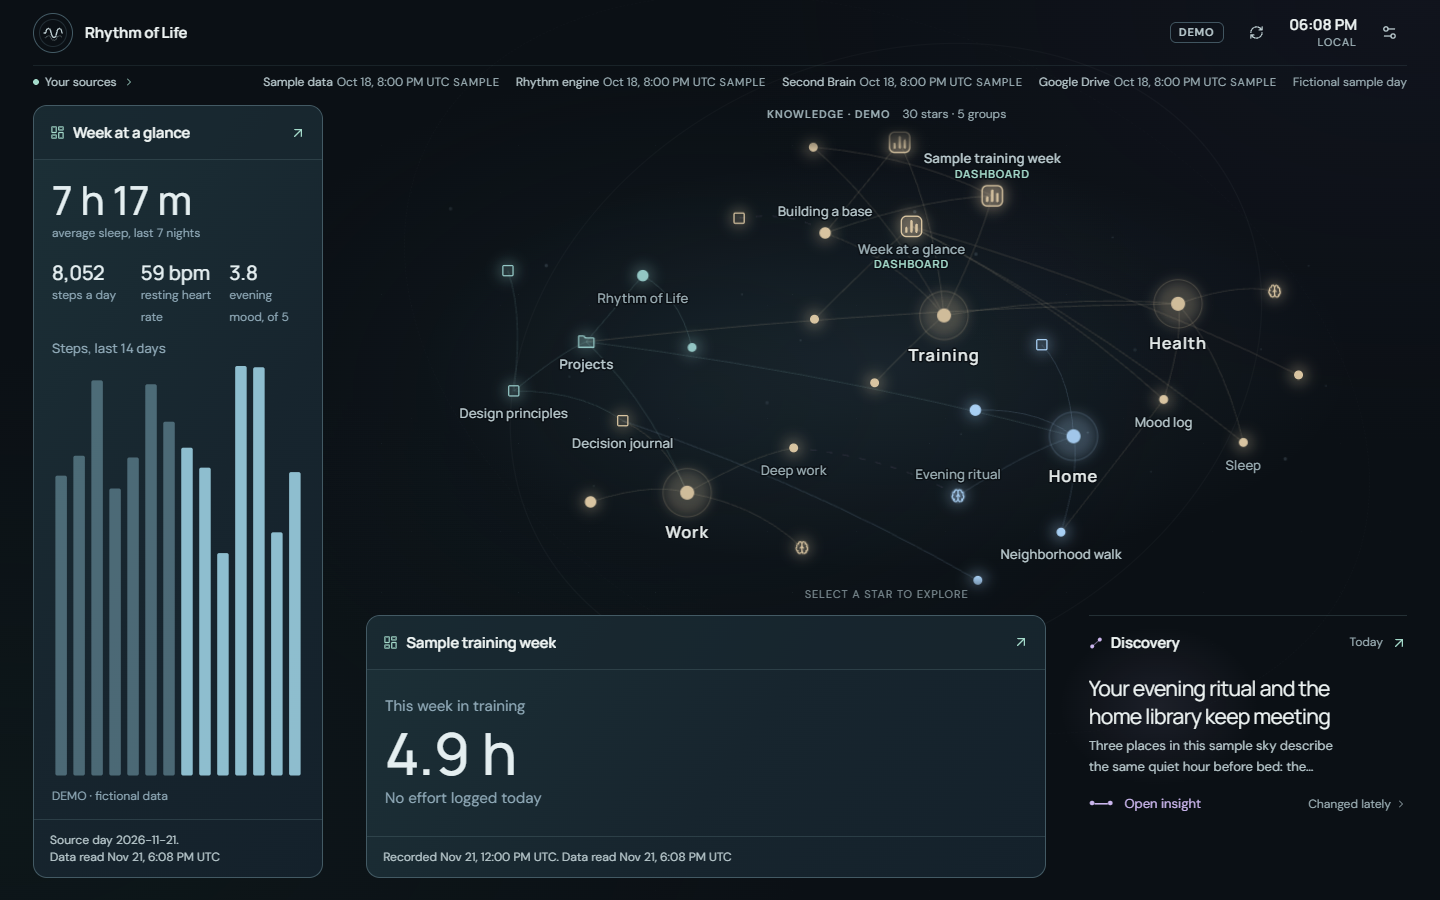 Rhythm of Life
DEMO
06:08 PM
LOCAL
Your sources
Sample data Oct 18, 8:00 PM UTC SAMPLE
Rhythm engine Oct 18, 8:00 PM UTC SAMPLE
Second Brain Oct 18, 8:00 PM UTC SAMPLE
Google Drive Oct 18, 8:00 PM UTC SAMPLE
Fictional sample day
Week at a glance
7 h 17 m
average sleep, last 7 nights
8,052
steps a day
59 bpm
resting heart
rate
3.8
evening
mood, of 5
Steps, last 14 days
DEMO · fictional data
Source day 2026-11-21.
Data read Nov 21, 6:08 PM UTC
KNOWLEDGE · DEMO 30 stars · 5 groups
Sample training week
DASHBOARD
Building a base
Week at a glance
DASHBOARD
Rhythm of Life
Projects
Training
Health
Design principles
Decision journal
Mood log
Deep work
Evening ritual
Home
Sleep
Work
Neighborhood walk
SELECT A STAR TO EXPLORE
Sample training week
This week in training
4.9 h
No effort logged today
Recorded Nov 21, 12:00 PM UTC. Data read Nov 21, 6:08 PM UTC
Discovery
Today
Your evening ritual and the
home library keep meeting
Three places in this sample sky describe
the same quiet hour before bed: the…
Open insight
Changed lately